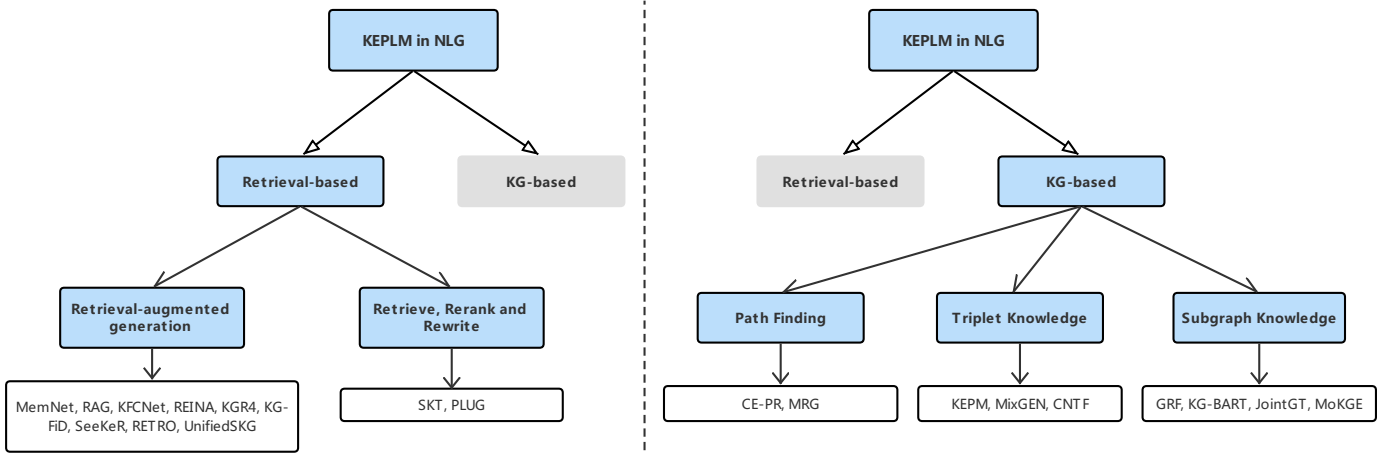 KEPLM in NLG
Retrieval-based
KG-based
Retrieval-augmented
generation
Retrieve, Rerank and
Rewrite
MemNet, RAG, KFCNet, REINA, KGR4, KG-
FiD, SeeKeR, RETRO, UnifiedSKG
SKT, PLUG
KEPLM in NLG
Retrieval-based
KG-based
Path Finding
Triplet Knowledge
Subgraph Knowledge
CE-PR, MRG
KEPM, MixGEN, CNTF
GRF, KG-BART, JointGT, MoKGE